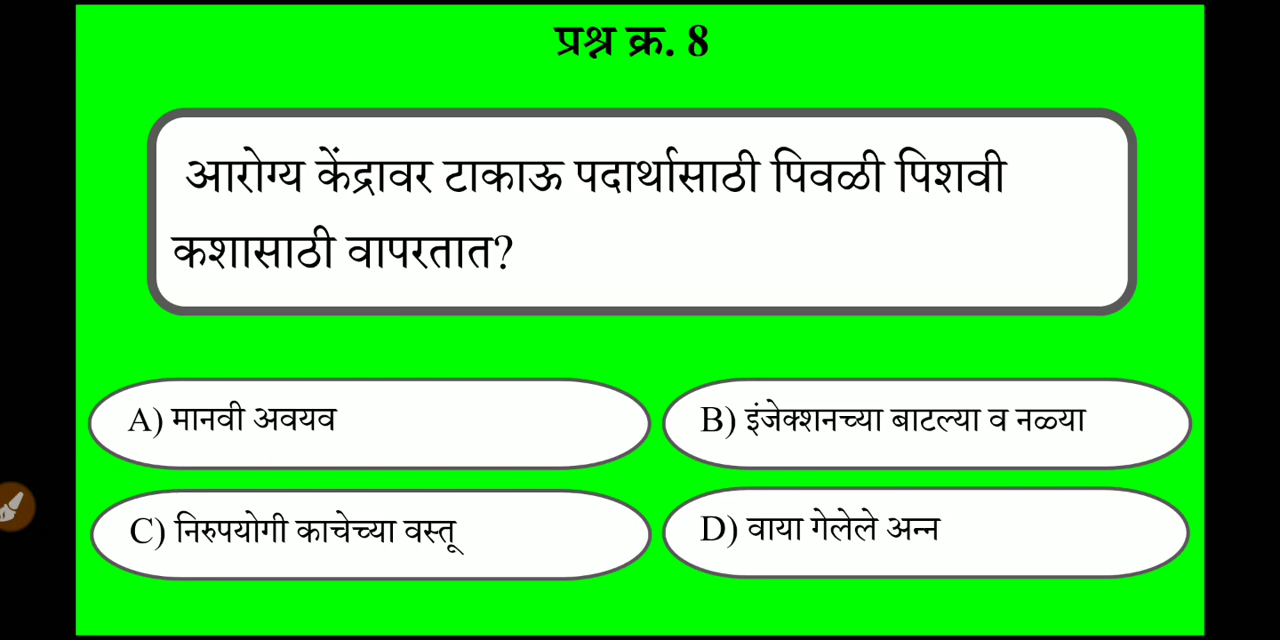 प्रश्न क्र. 8
आरोग्य केंद्रावर टाकाऊ पदार्थासाठी पिवळी पिशवी
कशासाठी वापरतात?
A) मानवी अवयव
B) इंजेक्शनच्या बाटल्या व नळ्या
C) निरुपयोगी काचेच्या वस्तू
D) वाया गेलेले अन्न